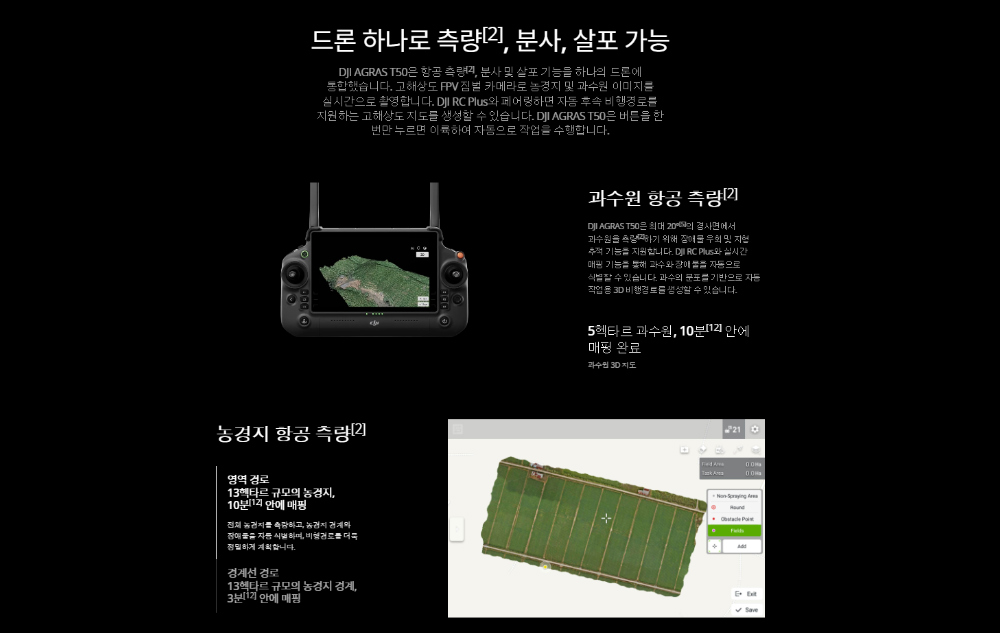 드론 하나로 측량[2], 분사, 살포 가능
DJI AGRAS T50은 항공 측량[2], 분사 및 살포 기능을 하나의 드론에
통합했습니다. 고해상도 FPV 짐벌 카메라로 농경지 및 과수원 이미지를
실시간으로 촬영합니다. DJI RC Plus와 페어링하면 자동 후속 비행경로를
지원하는 고해상도 지도를 생성할 수 있습니다. DJI AGRAS T50은 버튼을 한
번만 누르면 이륙하여 자동으로 작업을 수행합니다.
과수원 항공 측량[2]
DJI AGRAS T50은 최대 20°[5]의 경사면에서
과수원을 측량[2]하기 위해 장애물 우회 및 지형
추적 기능을 지원합니다. DJI RC Plus와 실시간
매핑 기능을 통해 과수와 장애물을 자동으로
식별할 수 있습니다. 과수의 분포를 기반으로 자동
작업용 3D 비행경로를 생성할 수 있습니다.
dji
5헥타르 과수원, 10분[12] 안에
매핑 완료
과수원 3D 지도
농경지 항공 측량[2]
영역 경로
13헥타르 규모의 농경지,
10분[12] 안에 매핑
전체 농경지를 측량하고, 농경지 경계와
장애물을 자동 식별하며, 비행경로를 더욱
정밀하게 계획합니다.
경계선 경로
13헥타르 규모의 농경지 경계,
3분[12] 안에 매핑
21
Field Area 0.0Ha
Task Area 0.0Ha
Non-Spraying Area
Round
Obstacle Point
Fields
Add
Exit
Save